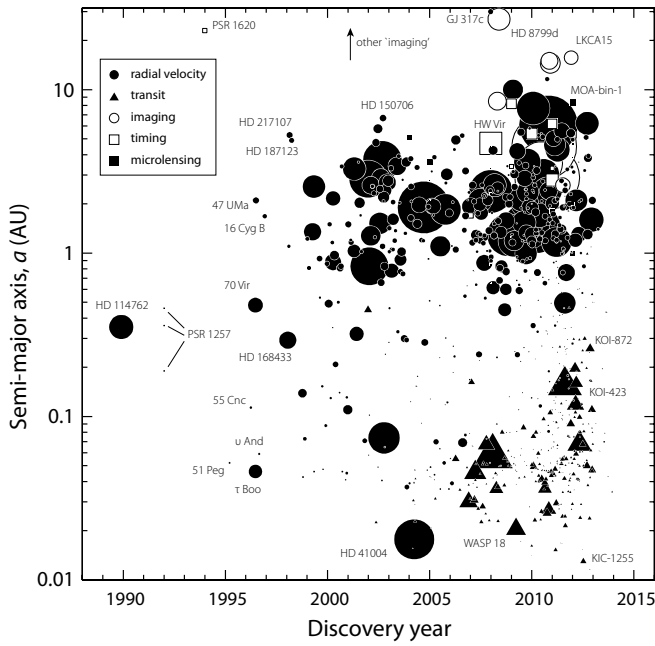 PSR 1620
other `imaging'
GJ 317c
HD 8799d
LKCA15
10
radial velocity
transit
imaging
timing
microlensing
HD 150706
HD 217107
HD 187123
HW Vir
MOA-bin-1
47 UMa
16 Cyg B
1
70 Vir
HD 114762
PSR 1257
HD 168433
KOI-872
KOI-423
55 Cnc
0.1
υ And
51 Peg
τ Boo
HD 41004
WASP 18
KIC-1255
0.01
Semi-major axis, a (AU)
1990 1995 2000 2005 2010 2015
Discovery year